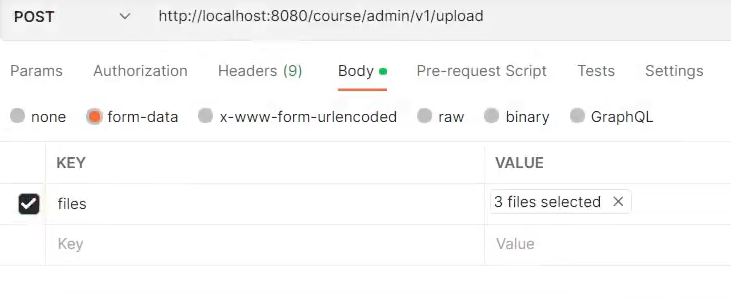 POST http://localhost:8080/course/admin/v1/upload
Params Authorization Headers (9) Body Pre-request Script Tests Settings
none form-data x-www-form-urlencoded raw binary GraphQL
KEY VALUE
files 3 files selected
Key Value